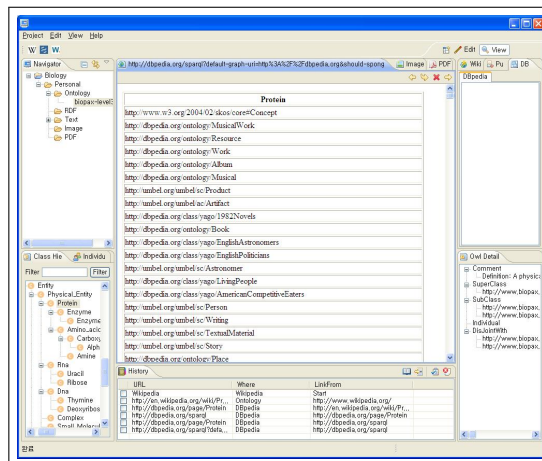 Project Edit View Help
W W
Edit View
Navigator
http://dbpedia.org/sparql?default-graph-uri=http%3A%2F%2Fdbpedia.org&should-spong
Image PDF
Wiki Pu DB
DBpedia
Biology
Personal
Ontology
biopax-level3
RDF
Text
Image
PDF
Protein
http://www.w3.org/2004/02/skos/core#Concept
http://dbpedia.org/ontology/MusicalWork
http://dbpedia.org/ontology/Resource
http://dbpedia.org/ontology/Work
http://dbpedia.org/ontology/Album
http://dbpedia.org/ontology/Musical
http://umbel.org/umbel/sc/Product
http://umbel.org/umbel/ac/Artifact
http://dbpedia.org/class/yago/1982Novels
http://dbpedia.org/ontology/Book
http://dbpedia.org/class/yago/EnglishAstronomers
http://dbpedia.org/class/yago/EnglishPoliticians
http://umbel.org/umbel/sc/Astronomer
http://dbpedia.org/class/yago/LivingPeople
http://dbpedia.org/class/yago/AmericanCompetitiveEaters
http://umbel.org/umbel/sc/Person
http://umbel.org/umbel/sc/Writing
http://umbel.org/umbel/sc/TextualMaterial
http://umbel.org/umbel/sc/Story
http://dbpedia.org/ontology/Place
Class Hie Individu
Filter Filter
Entity
Physical_Entity
Protein
Enzyme
Enzyme
Amino_acid
Carboxy
Alph
Amine
Rna
Uracil
Ribose
Dna
Thymine
Deoxyribos
Complex
Small_Molecul
Owl Detail
Comment
Definition: A physica
SuperClass
http://www.biopax,
SubClass
http://www.biopax,
http://www.biopax,
Individual
DisJointWith
http://www.biopax,
http://www.biopax,
History
URL Where LinkFrom
Wikipedia Wikipedia Start
http://en,wikipedia,org/wiki/Pr,,, Ontology http://www,wikipedia,org/
http://dbpedia,org/page/Protein DBpedia http://en,wikipedia,org/wiki/Pr,,,
http://dbpedia,org/sparql DBpedia http://dbpedia,org/page/Protein
http://dbpedia,org/page/Protein DBpedia http://dbpedia,org/sparql
http://dbpedia,org/sparql?defa,,, DBpedia http://dbpedia,org/sparql
완료